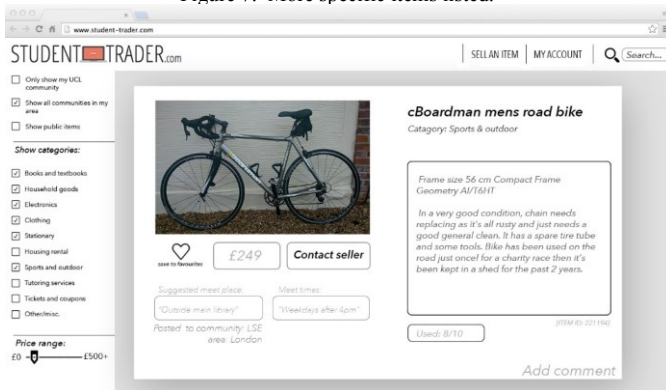 Figure 7: More specific items listed.
www.student-trader.com
STUDENT TRADER.com
SELL AN ITEM
MY ACCOUNT
Search...
Only show my UCL
community
Show all communities in my
area
Show public items
Show categories:
Books and textbooks
Household goods
Electronics
Clothing
Stationary
Housing rental
Sports and outdoor
Tutoring services
Tickets and coupons
Other/misc.
Price range:
£0
£500+
save to favourites
£249
Contact seller
Suggested meet place:
Meet times:
"Outside main library"
"Weekdays after 4pm"
Posted to community: LSE
area: London
cBoardman mens road bike
Catagory: Sports & outdoor
Frame size 56 cm Compact Frame
Geometry Al/T6HT
In a very good condition, chain needs
replacing as it's all rusty and just needs a
good general clean. It has a spare tire tube
and some tools. Bike has been used on the
road just once! for a charity race then it's
been kept in a shed for the past 2 years.
Used: 8/10
Add comment